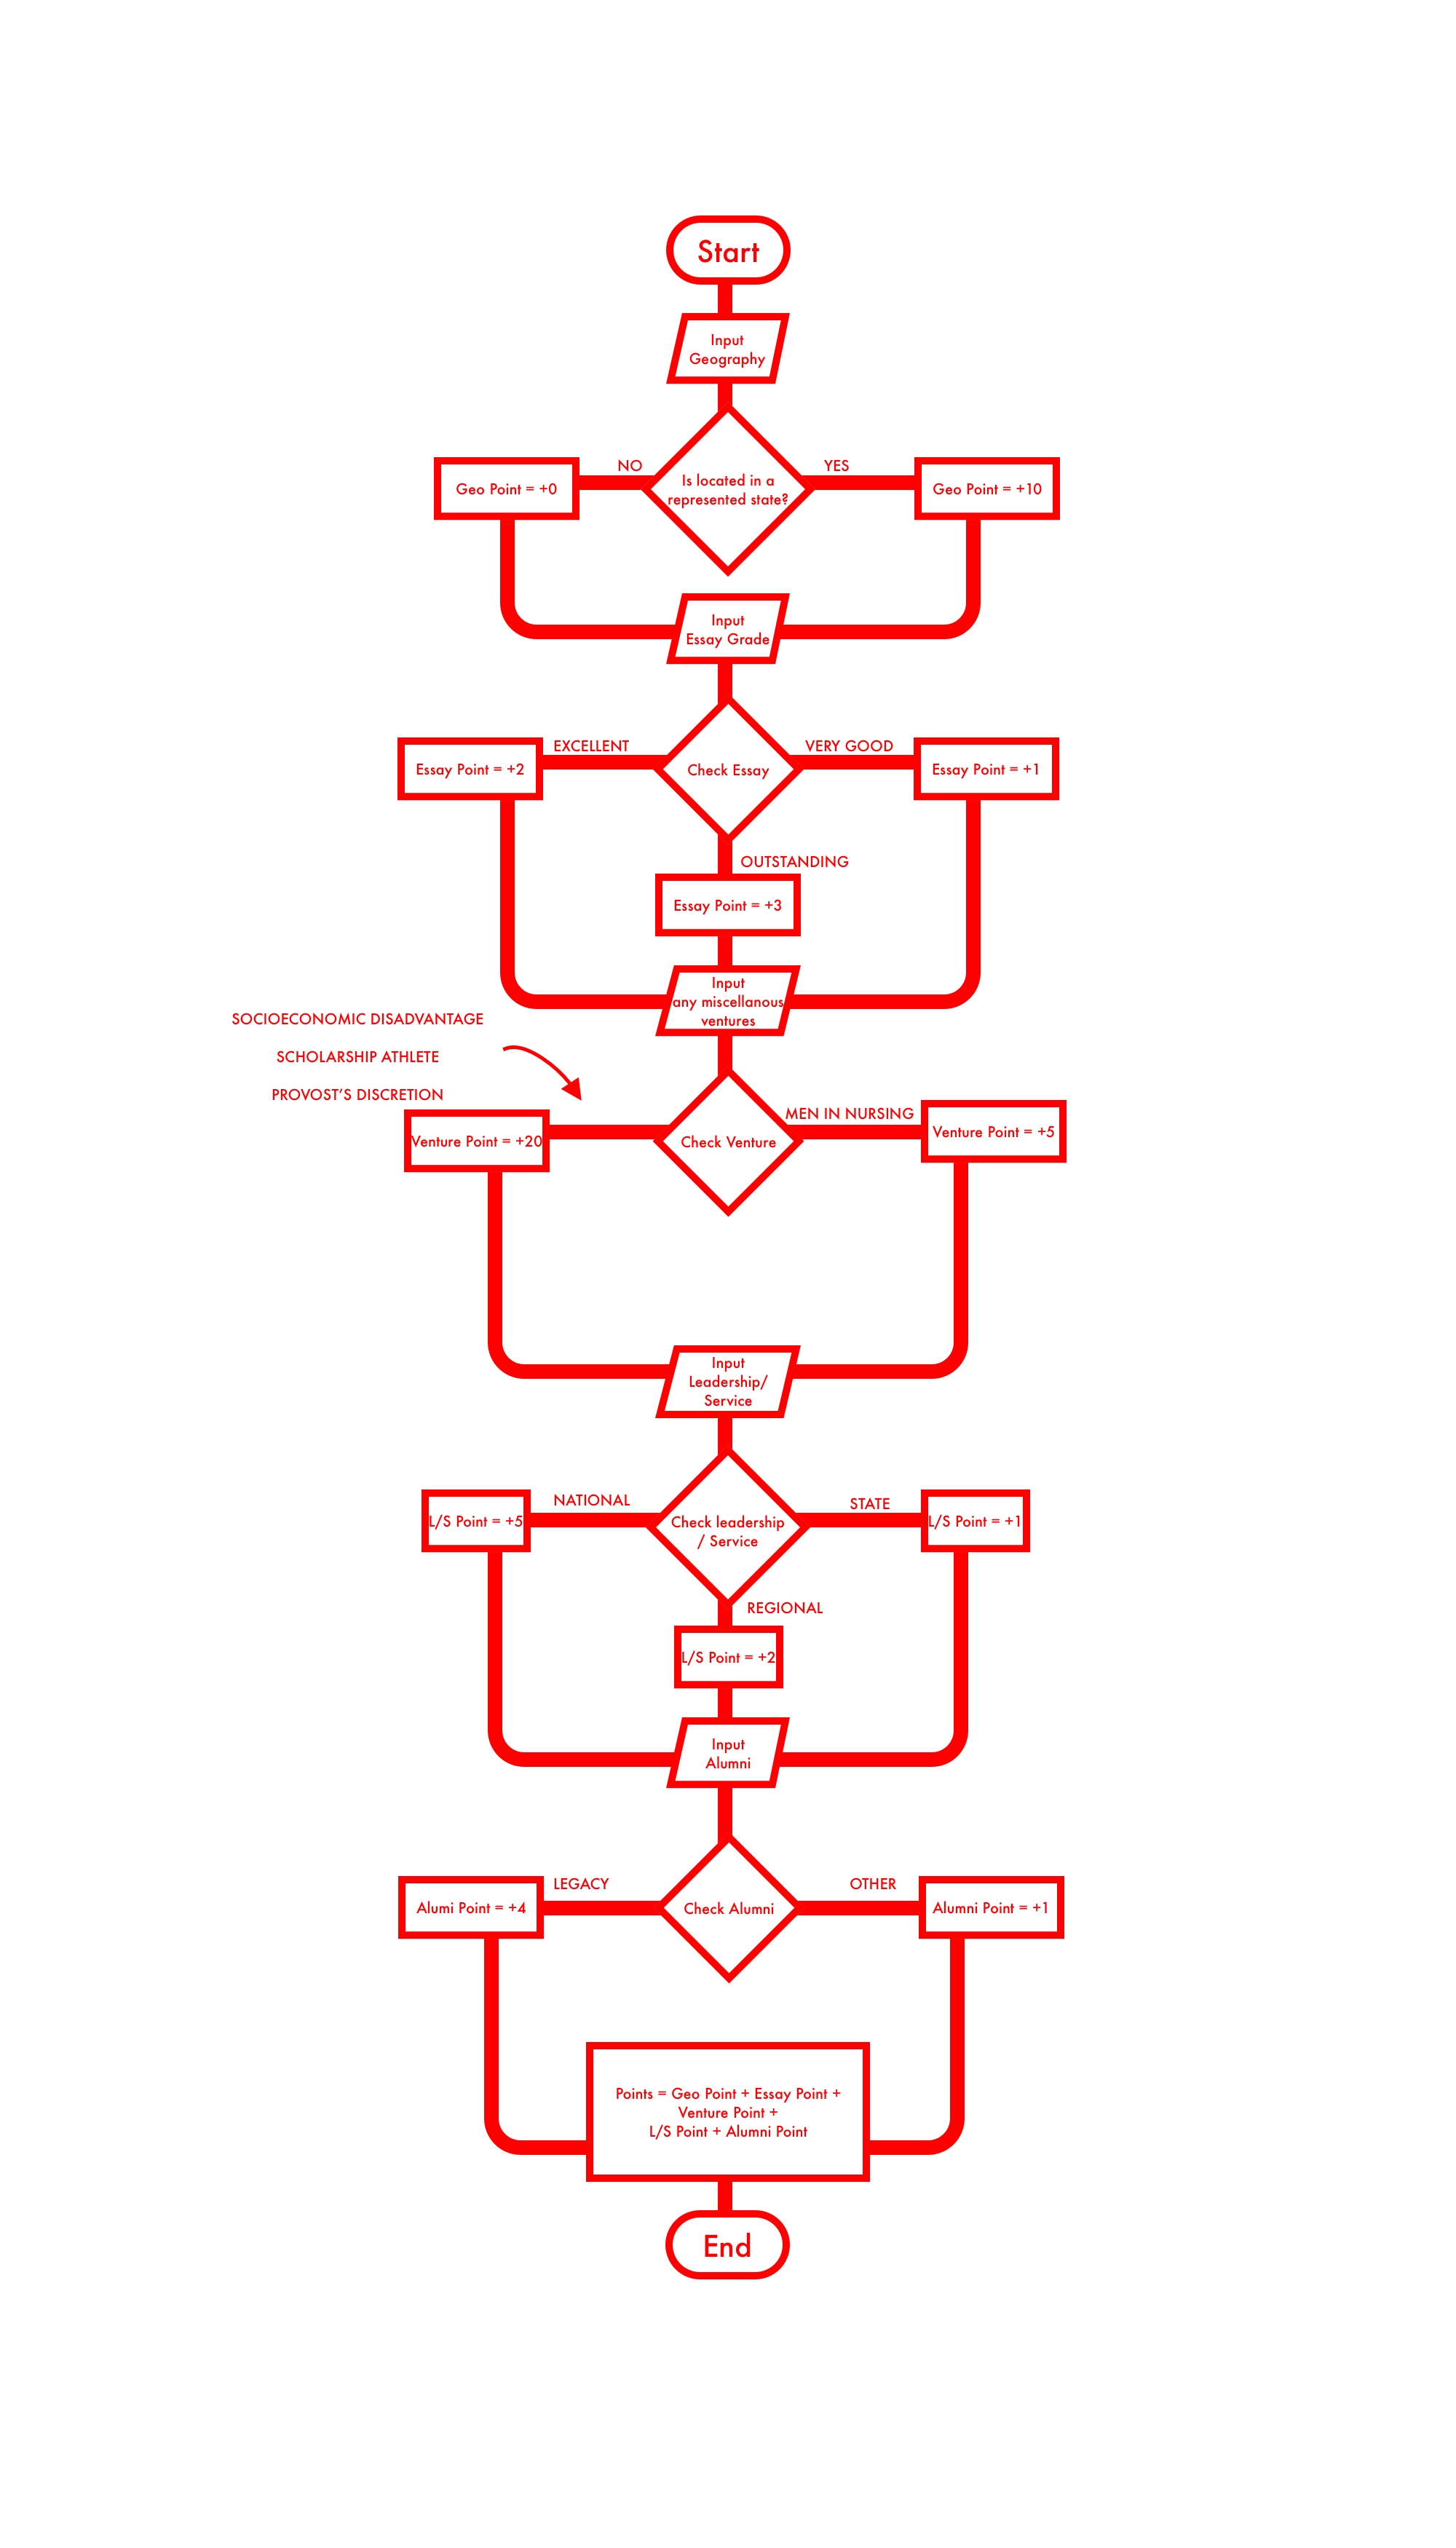 Start
Input
Geography
NO
YES
Geo Point = +0
Is located in a
represented state?
Geo Point = +10
Input
Essay Grade
EXCELLENT
VERY GOOD
Essay Point = +2
Check Essay
Essay Point = +1
OUTSTANDING
Essay Point = +3
Input
any miscellanous
ventures
SOCIOECONOMIC DISADVANTAGE
SCHOLARSHIP ATHLETE
PROVOST'S DISCRETION
MEN IN NURSING
Venture Point = +20
Check Venture
Venture Point = +5
Input
Leadership/
Service
NATIONAL
STATE
L/S Point = +5
Check leadership
/ Service
L/S Point = +1
REGIONAL
L/S Point = +2
Input
Alumni
LEGACY
OTHER
Alumi Point = +4
Check Alumni
Alumni Point = +1
Points = Geo Point + Essay Point +
Venture Point +
L/S Point + Alumni Point
End